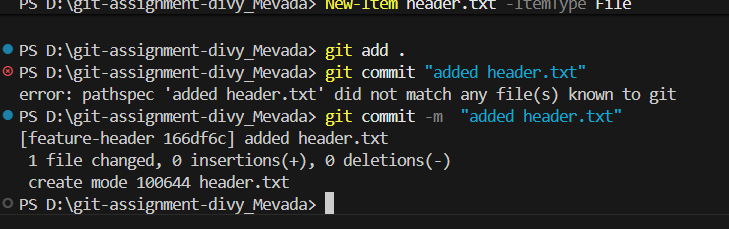 New-Item header.txt -ItemType File
PS D:\git-assignment-divy_Mevada> git add .
PS D:\git-assignment-divy_Mevada> git commit "added header.txt"
error: pathspec 'added header.txt' did not match any file(s) known to git
PS D:\git-assignment-divy_Mevada> git commit -m  "added header.txt"
[feature-header 166df6c] added header.txt
 1 file changed, 0 insertions(+), 0 deletions(-)
 create mode 100644 header.txt
PS D:\git-assignment-divy_Mevada>